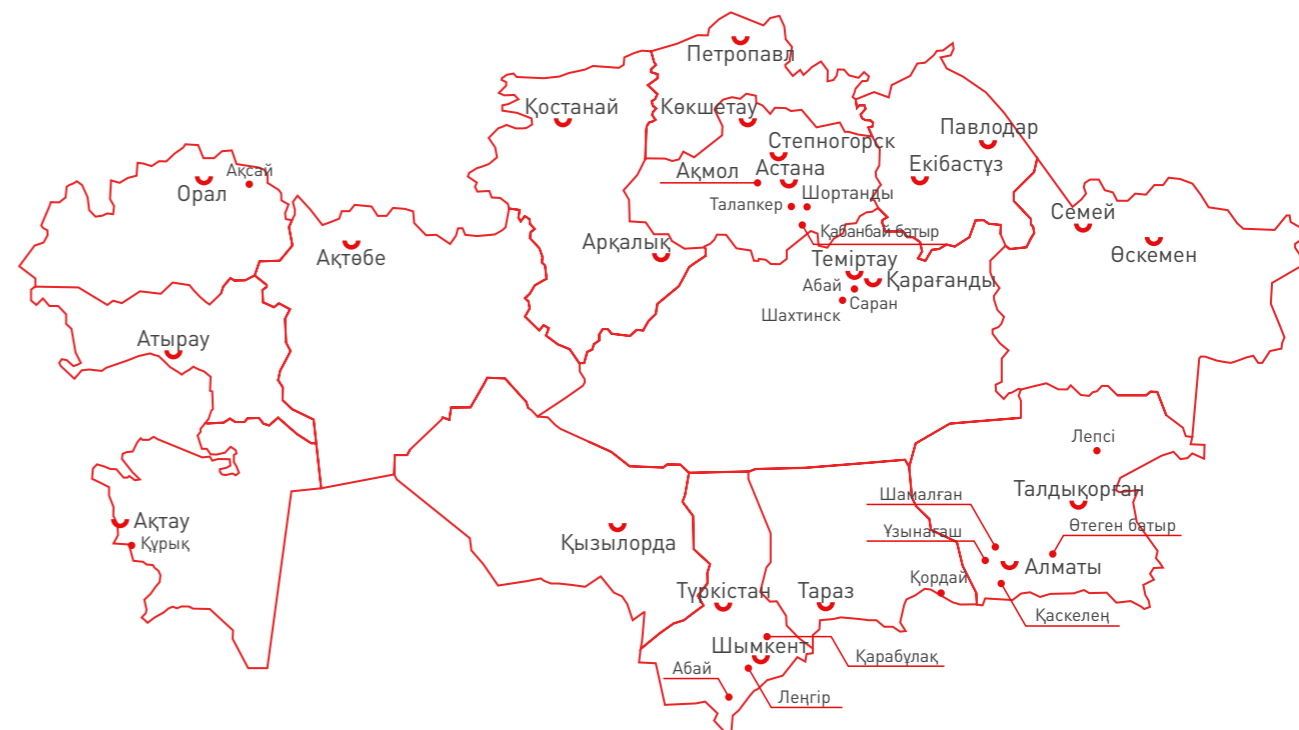 Петропавл
Қостанай
Көкшетау
Степногорск
Павлодар
Ақмол
Астана
Екібастұз
Шортанды
Талапкер
Қабанбай батыр
Орал
Ақсай
Ақтөбе
Арқалық
Семей
Өскемен
Теміртау
Қарағанды
Абай
Саран
Шахтинск
Атырау
Лепсі
Талдықорған
Шамалған
Ұзынағаш
Өтеген батыр
Алматы
Ақтау
Құрық
Қызылорда
Қордай
Қаскелең
Түркістан
Тараз
Шымкент
Қарабұлақ
Абай
Леңгір